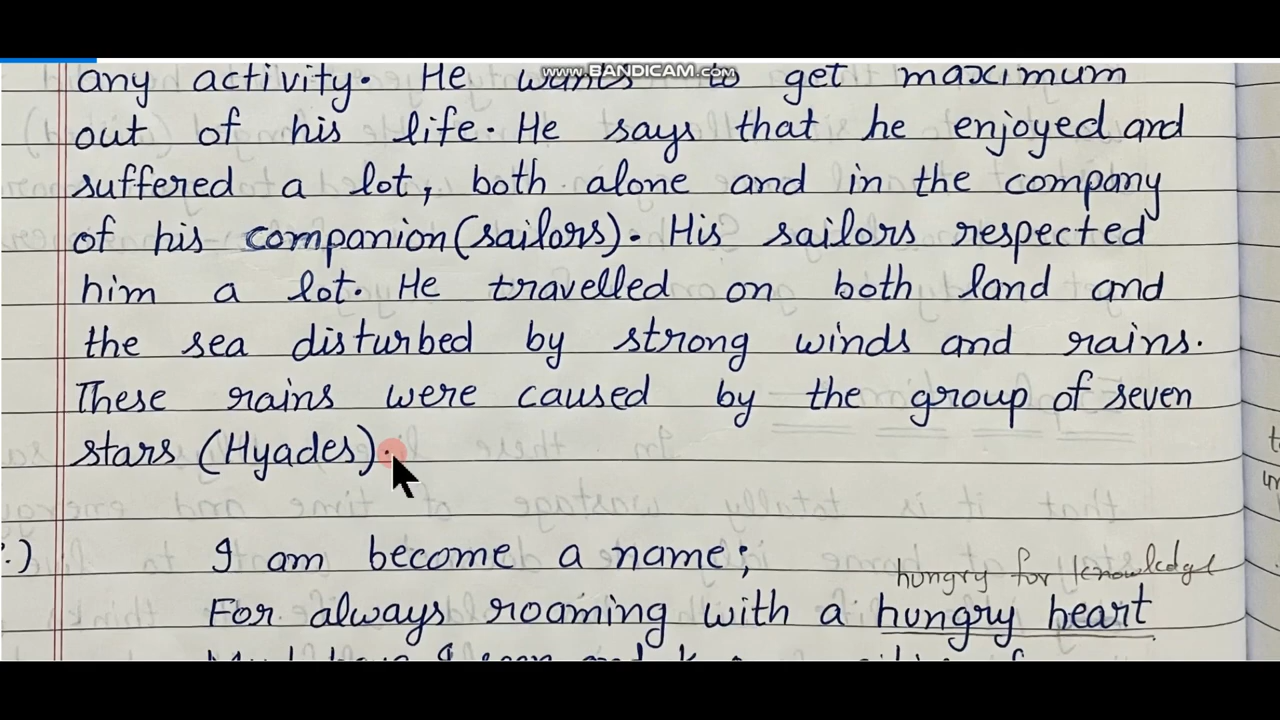 any activity. He wants to get maximum
www.BANDICAM.com
out of his life. He says that he enjoyed and
suffered a lot, both alone and in the company
of his companion (sailors). His sailors respected
him a lot. He travelled on both land and
the sea disturbed by strong winds and rains.
These rains were caused by the group of seven
stars (Hyades).
:) I am become a name;
hungry for knowledge
For always roaming with a hungry heart